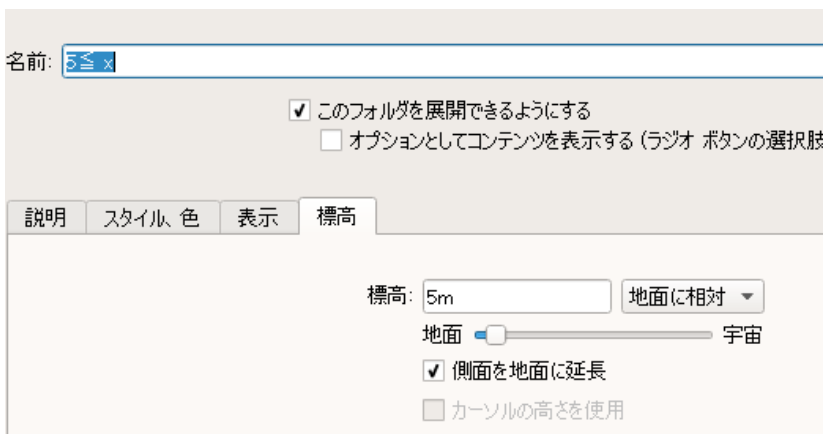 名前: 5≦ x
このフォルダを展開できるようにする
オプションとしてコンテンツを表示する (ラジオ ボタンの選択肢
説明 スタイル、色 表示 標高
標高: 5m 地面に相対
地面 宇宙
側面を地面に延長
カーソルの高さを使用